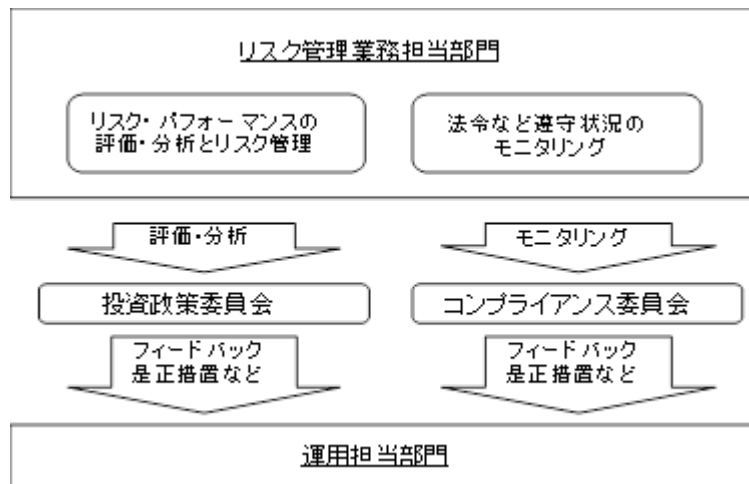 リスク管理業務担当部門
リスク・パフォーマンスの
評価・分析とリスク管理
法令など遵守状況の
モニタリング
評価・分析
モニタリング
投資政策委員会
コンプライアンス委員会
フィードバック
是正措置など
フィードバック
是正措置など
運用担当部門